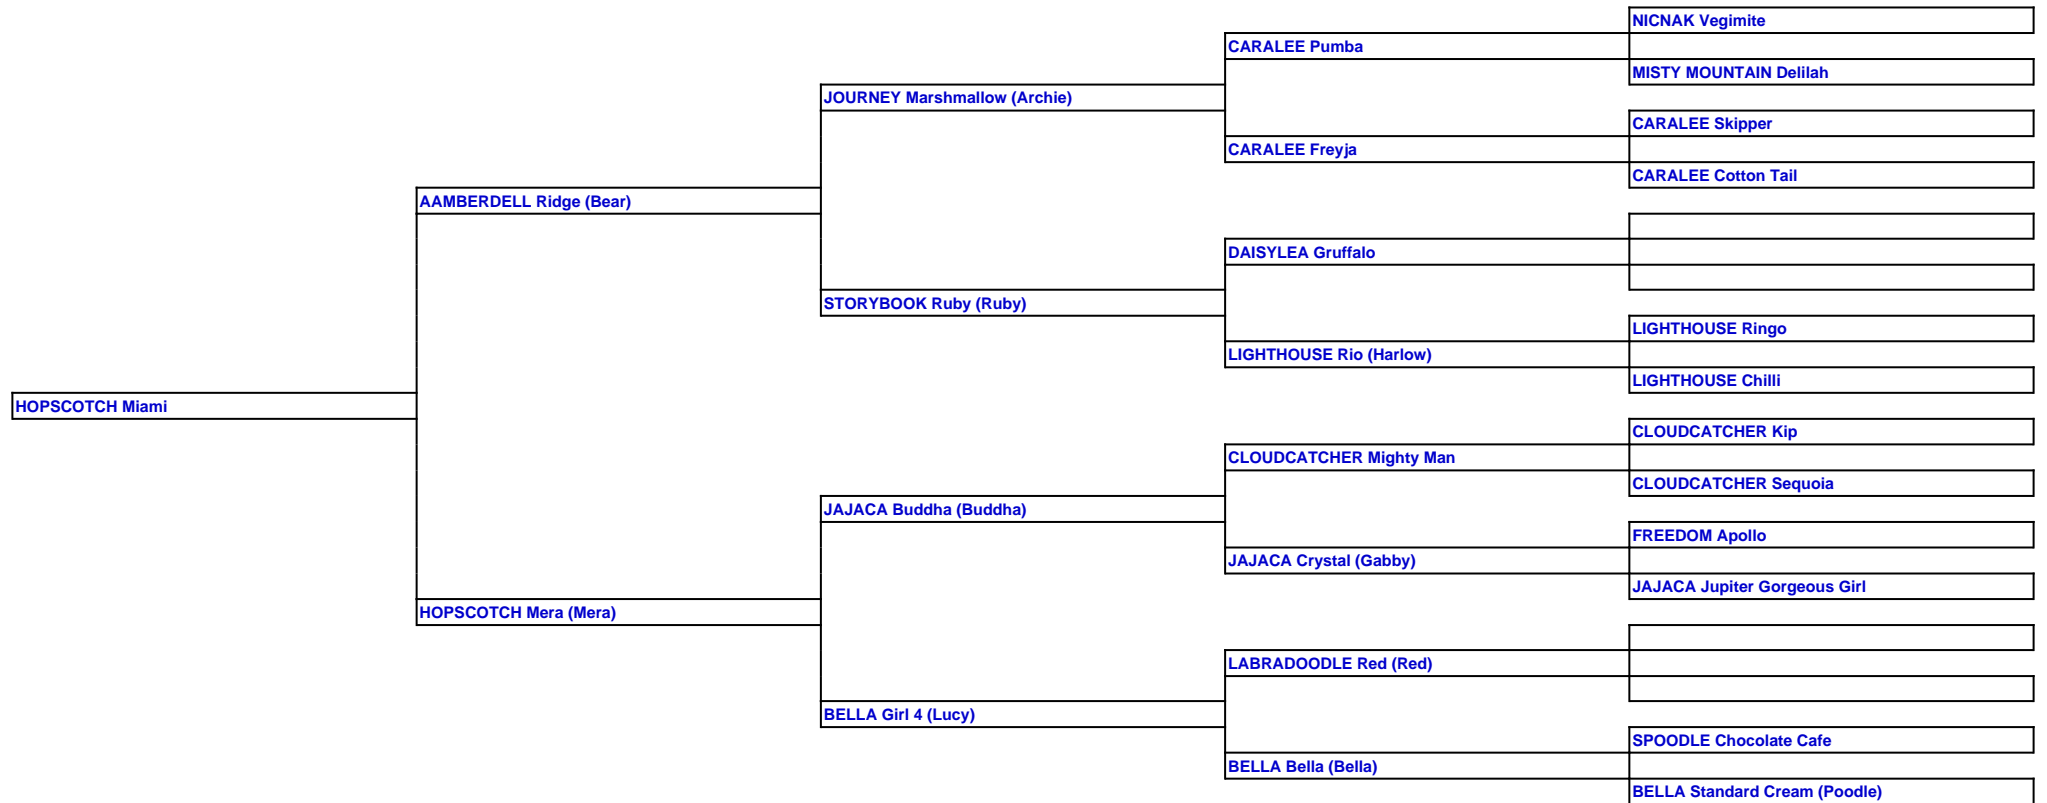 NICNAK Vegimite
CARALEE Pumba
MISTY MOUNTAIN Delilah
JOURNEY Marshmallow (Archie)
CARALEE Skipper
CARALEE Freyja
CARALEE Cotton Tail
AAMBERDELL Ridge (Bear)
DAISYLEA Gruffalo
STORYBOOK Ruby (Ruby)
LIGHTHOUSE Ringo
LIGHTHOUSE Rio (Harlow)
LIGHTHOUSE Chilli
HOPSCOTCH Miami
CLOUDCATCHER Kip
CLOUDCATCHER Mighty Man
CLOUDCATCHER Sequoia
JAJACA Buddha (Buddha)
FREEDOM Apollo
JAJACA Crystal (Gabby)
JAJACA Jupiter Gorgeous Girl
HOPSCOTCH Mera (Mera)
LABRADOODLE Red (Red)
BELLA Girl 4 (Lucy)
SPOODLE Chocolate Cafe
BELLA Bella (Bella)
BELLA Standard Cream (Poodle)